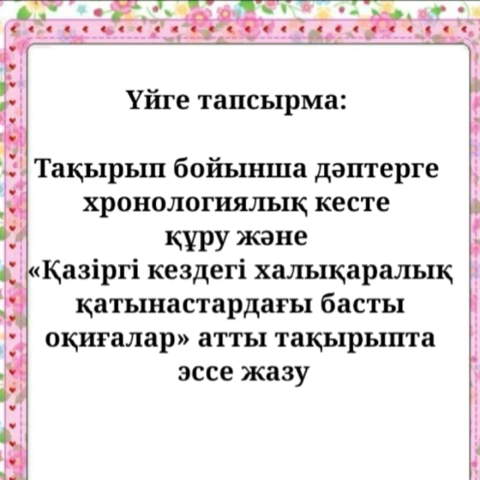 Үйге тапсырма:
Тақырып бойынша дәптерге
хронологиялық кесте
құру және
«Қазіргі кездегі халықаралық
қатынастардағы басты
оқиғалар» атты тақырыпта
эссе жазу